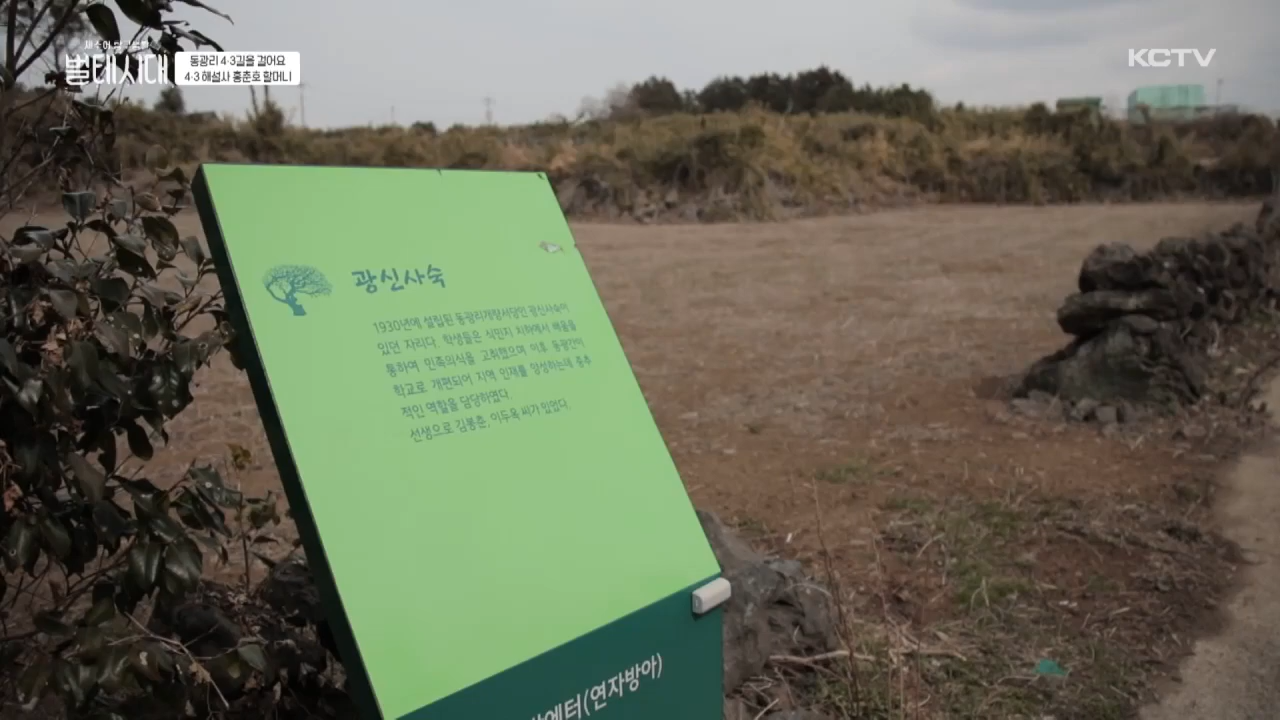 벌테시대
동광리 4·3길을 걸어요
4·3 해설사 홍춘호 할머니
KCTV
광신사숙
1930년에 설립된 동광리개량서당인 광신사숙이
있던 자리다. 학생들은 식민지 치하에서 배움을
통하여 민족의식을 고취했으며 이후 동광간이
학교로 개편되어 지역 인재를 양성하는데 중추
적인 역할을 담당하였다.
선생으로 김봉춘, 이두옥 씨가 있었다.
(연자방아)